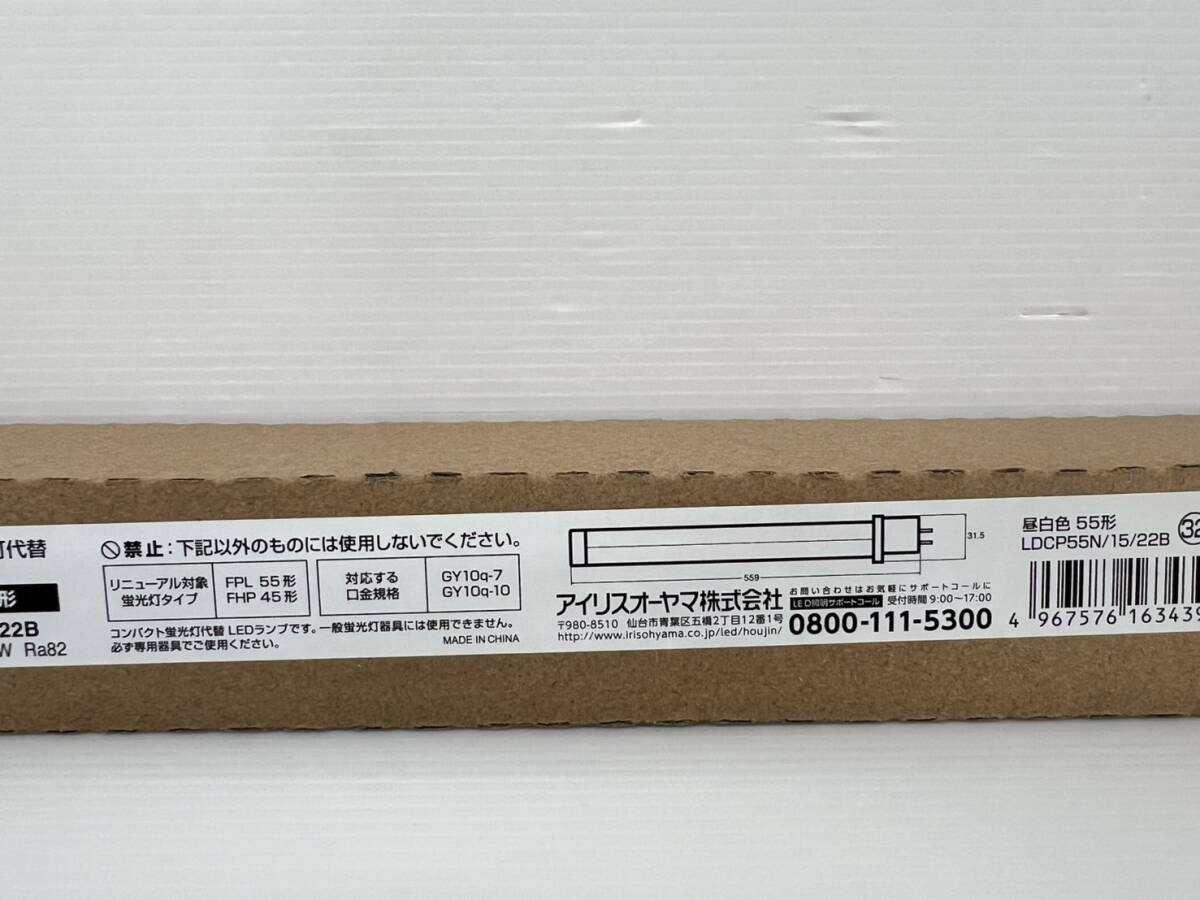 灯代替
形
22B
W Ra82
禁止：下記以外のものには使用しないでください。
リニューアル対象
蛍光灯タイプ
FPL 55形
FHP 45形
対応する
口金規格
GY10q-7
GY10q-10
コンパクト蛍光灯代替LEDランプです。一般蛍光灯器具には使用できません。
必ず専用器具でご使用ください。
MADE IN CHINA
31.5
559
アイリスオーヤマ株式会社
〒980-8510 仙台市青葉区五橋2丁目12番1号
http://www.irisohyama.co.jp/led/houjin/
お問い合わせはお気軽にサポートコールに
LED照明サポートコール 受付時間 9:00~17:00
0800-111-5300
昼白色 55形
LDCP55N/15/22B
32
4 967576 163439